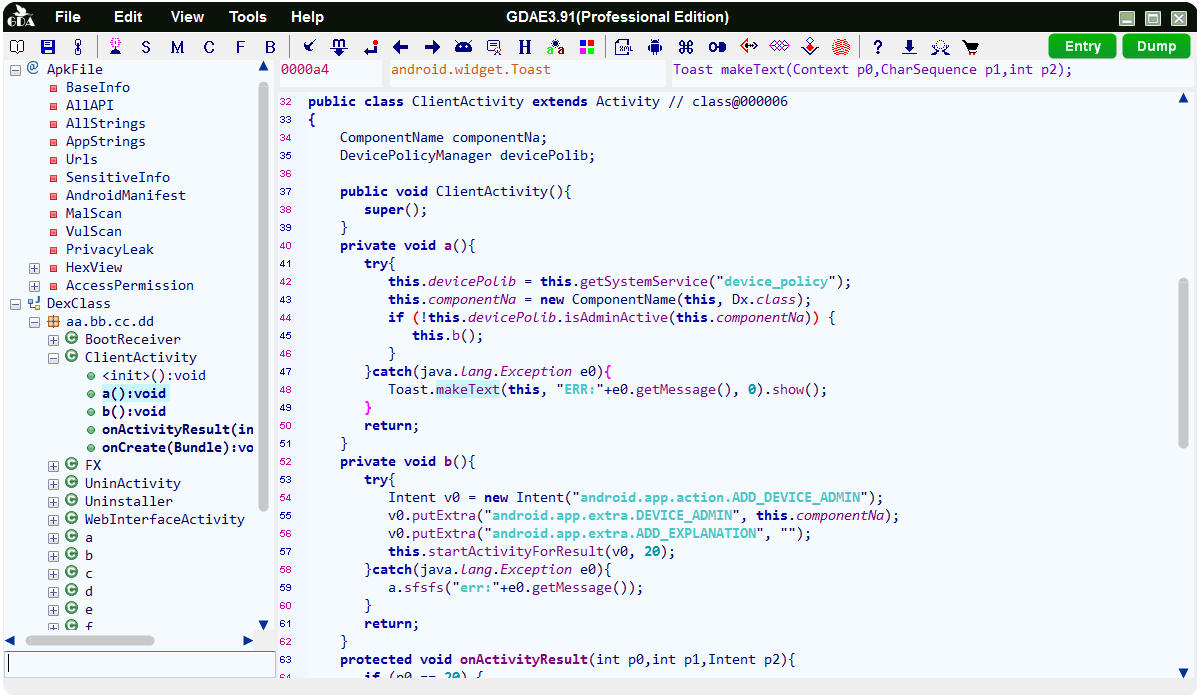 GDA File Edit View Tools Help GDAE3.91(Professional Edition)
S M C F B H a a XML ? Entry Dump
0000a4 android.widget.Toast Toast makeText(Context p0,CharSequence p1,int p2);
@ ApkFile
BaseInfo
AllAPI
AllStrings
AppStrings
Urls
SensitiveInfo
AndroidManifest
MalScan
VulScan
PrivacyLeak
HexView
AccessPermission
DexClass
aa.bb.cc.dd
BootReceiver
ClientActivity
<init>():void
a():void
b():void
onActivityResult(in
onCreate(Bundle):vo
FX
UninActivity
Uninstaller
WebInterfaceActivity
a
b
c
d
e
f
32 public class ClientActivity extends Activity // class@000006
33 {
34 ComponentName componentNa;
35 DevicePolicyManager devicePolib;
36
37 public void ClientActivity(){
38 super();
39 }
40 private void a(){
41 try{
42 this.devicePolib = this.getSystemService("device_policy");
43 this.componentNa = new ComponentName(this, Dx.class);
44 if (!this.devicePolib.isAdminActive(this.componentNa)) {
45 this.b();
46 }
47 }catch(java.lang.Exception e0){
48 Toast.makeText(this, "ERR:"+e0.getMessage(), 0).show();
49 }
50 return;
51 }
52 private void b(){
53 try{
54 Intent v0 = new Intent("android.app.action.ADD_DEVICE_ADMIN");
55 v0.putExtra("android.app.extra.DEVICE_ADMIN", this.componentNa);
56 v0.putExtra("android.app.extra.ADD_EXPLANATION", "");
57 this.startActivityForResult(v0, 20);
58 }catch(java.lang.Exception e0){
59 a.sfsfs("err:"+e0.getMessage());
60 }
61 return;
62 }
63 protected void onActivityResult(int p0,int p1,Intent p2){
64 if (p0 == 20) {